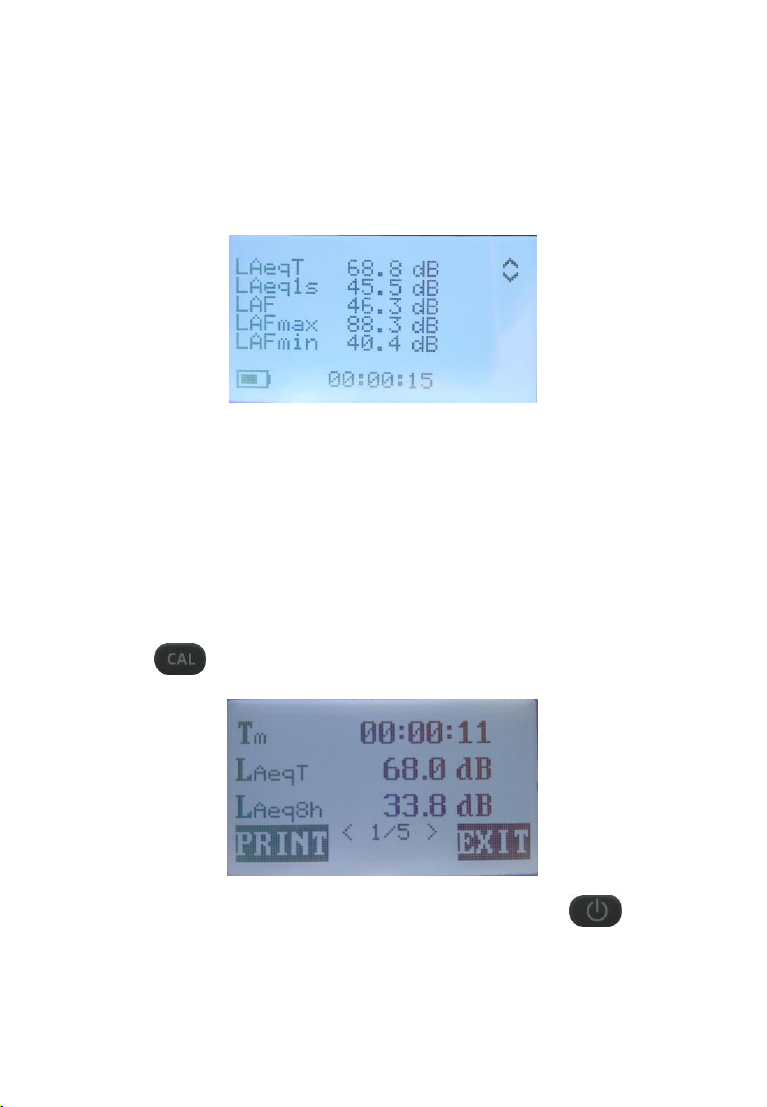 LAeqT 68.8 dB
LAeq1s 45.5 dB
LAF 46.3 dB
LAFmax 88.3 dB
LAFmin 40.4 dB
00:00:15
CAL
Tm 00:00:11
LAeqT 68.0 dB
LAeq8h 33.8 dB
PRINT < 1/5 > EXIT